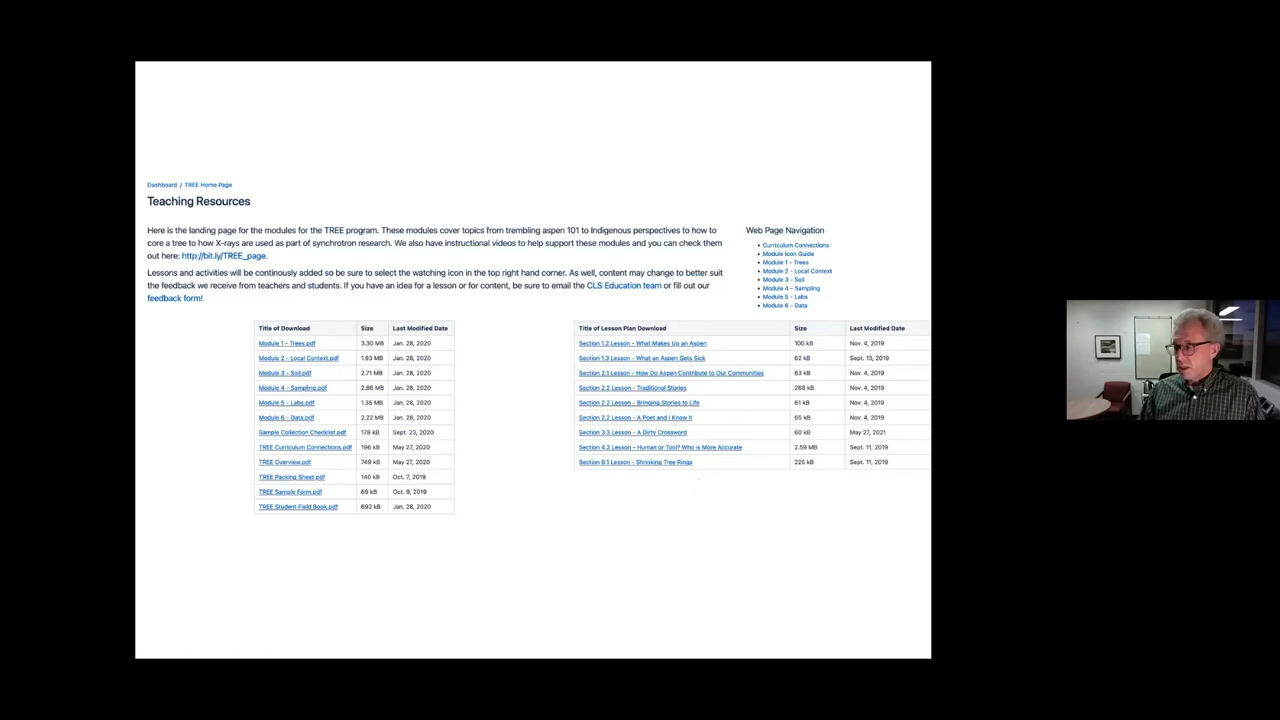 Dashboard / TREE Home Page
Teaching Resources
Here is the landing page for the modules for the TREE program. These modules cover topics from trembling aspen 101 to Indigenous perspectives to how to
core a tree to how X-rays are used as part of synchrotron research. We also have instructional videos to help support these modules and you can check them
out here: http://bit.ly/TREE_page.
Lessons and activities will be continously added so be sure to select the watching icon in the top right hand corner. As well, content may change to better suit
the feedback we receive from teachers and students. If you have an idea for a lesson or for content, be sure to email the CLS Education team or fill out our
feedback form!
Web Page Navigation
• Curriculum Connections
• Module Icon Guide
• Module 1 - Trees
• Module 2 - Local Context
• Module 3 - Soil
• Module 4 - Sampling
• Module 5 - Labs
• Module 6 - Data
Title of Download Size Last Modified Date
Module 1 - Trees.pdf 3.30 MB Jan. 28, 2020
Module 2 - Local Context.pdf 1.93 MB Jan. 28, 2020
Module 3 - Soil.pdf 2.71 MB Jan. 28, 2020
Module 4 - Sampling.pdf 2.86 MB Jan. 28, 2020
Module 5 - Labs.pdf 1.35 MB Jan. 28, 2020
Module 6 - Data.pdf 2.22 MB Jan. 28, 2020
Sample Collection Checklist.pdf 178 kB Sept. 23, 2020
TREE Curriculum Connections.pdf 196 kB May 27, 2020
TREE Overview.pdf 749 kB May 27, 2020
TREE Packing Sheet.pdf 140 kB Oct. 7, 2019
TREE Sample Form.pdf 69 kB Oct. 9, 2019
TREE Student Field Book.pdf 692 kB Jan. 28, 2020
Title of Lesson Plan Download Size Last Modified Date
Section 1.2 Lesson - What Makes Up an Aspen 100 kB Nov. 4, 2019
Section 1.3 Lesson - What an Aspen Gets Sick 62 kB Sept. 13, 2019
Section 2.1 Lesson - How Do Aspen Contribute to Our Communities 63 kB Nov. 4, 2019
Section 2.2 Lesson - Traditional Stories 268 kB Nov. 4, 2019
Section 2.2 Lesson - Bringing Stories to Life 61 kB Nov. 4, 2019
Section 2.2 Lesson - A Poet and I Know It 65 kB Nov. 4, 2019
Section 3.3 Lesson - A Dirty Crossword 60 kB May 27, 2021
Section 4.2 Lesson - Human or Tool? Who is More Accurate 2.59 MB Sept. 11, 2019
Section 6.1 Lesson - Shrinking Tree Rings 225 kB Sept. 11, 2019